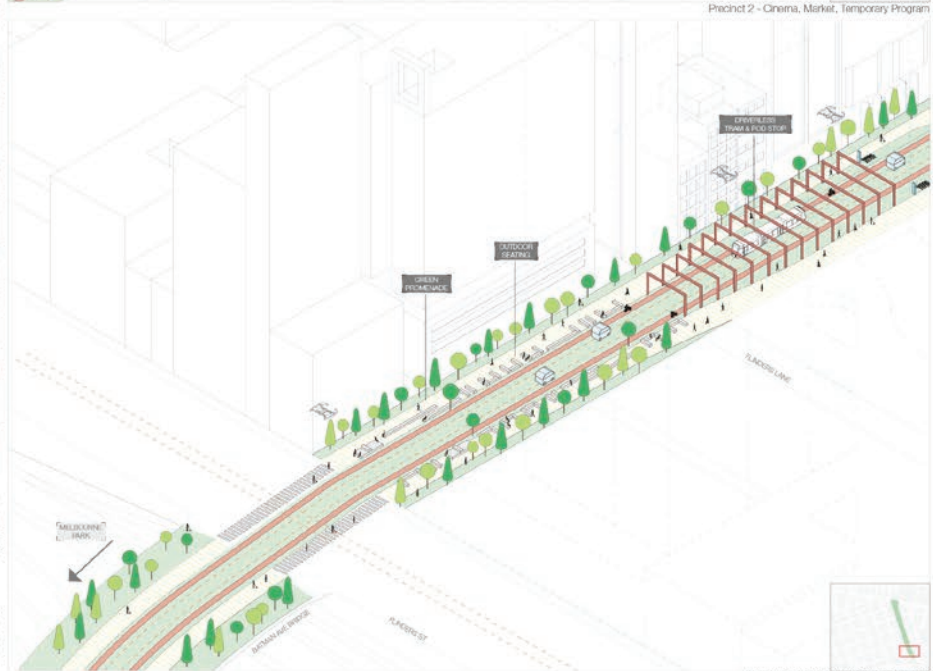 Precinct 2 - Cinema, Market, Temporary Program
DRIVERLESS
TRAM & POD STOP
OUTDOOR
SEATING
GREEN
PROMENADE
FLINDERS LANE
MELBOURNE
PARK
BATMAN AVE BRIDGE
FLINDERS ST